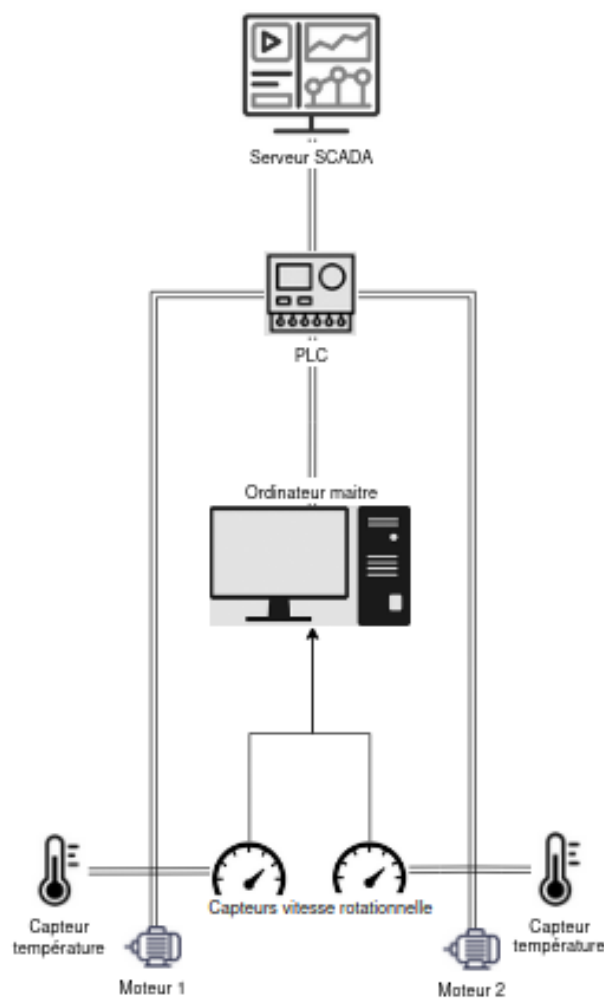 Serveur SCADA
PLC
Ordinateur maitre
Capteurs vitesse rotationnelle
Capteur
température
Capteur
température
Moteur 1
Moteur 2